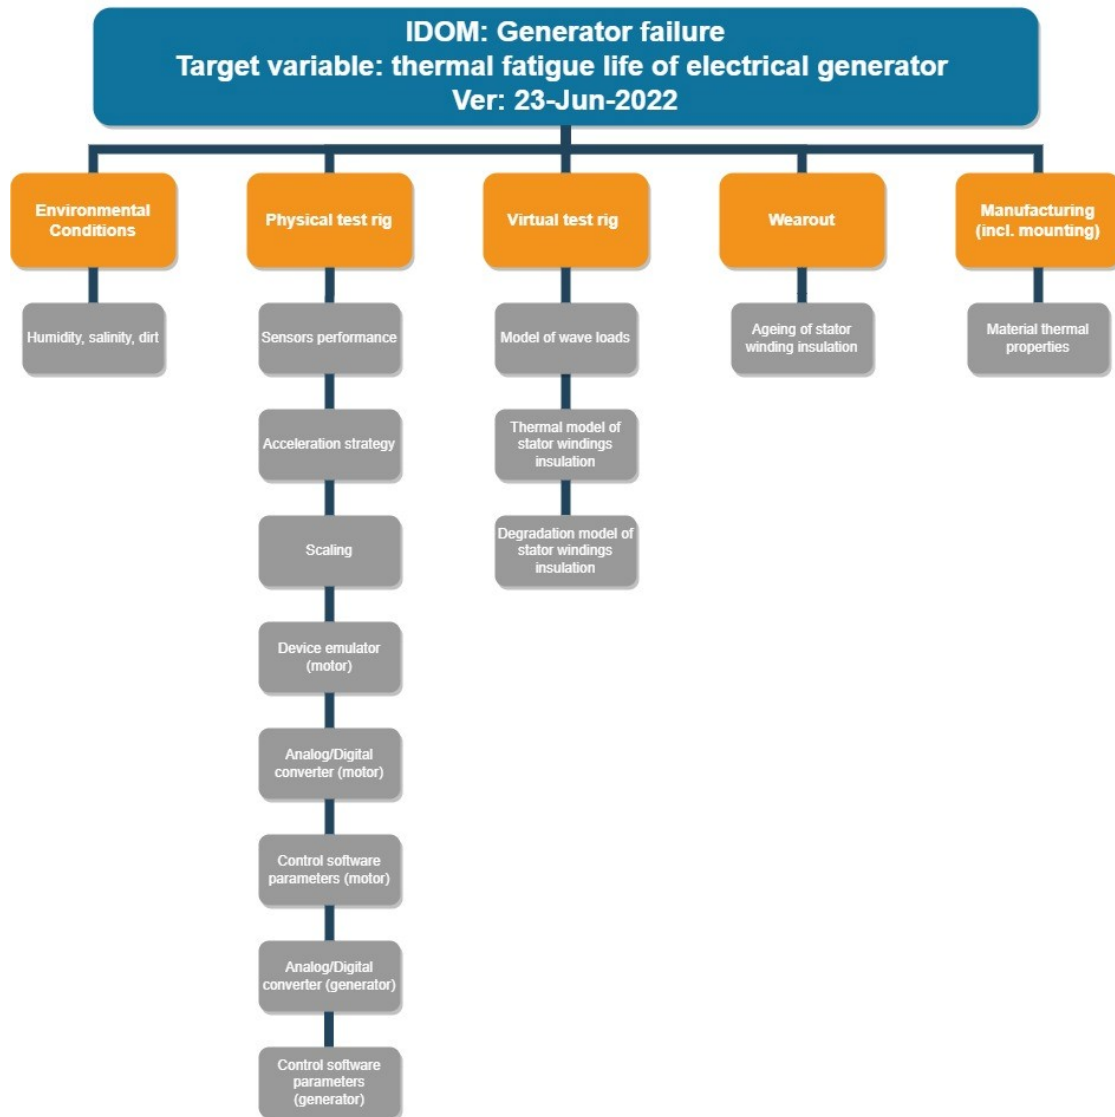 IDOM: Generator failure
Target variable: thermal fatigue life of electrical generator
Ver: 23-Jun-2022
Environmental
Conditions
Physical test rig
Virtual test rig
Wearout
Manufacturing
(incl. mounting)
Humidity, salinity, dirt
Sensors performance
Model of wave loads
Ageing of stator
winding insulation
Material thermal
properties
Acceleration strategy
Thermal model of
stator windings
insulation
Scaling
Degradation model of
stator windings
insulation
Device emulator
(motor)
Analog/Digital
converter (motor)
Control software
parameters (motor)
Analog/Digital
converter (generator)
Control software
parameters
(generator)